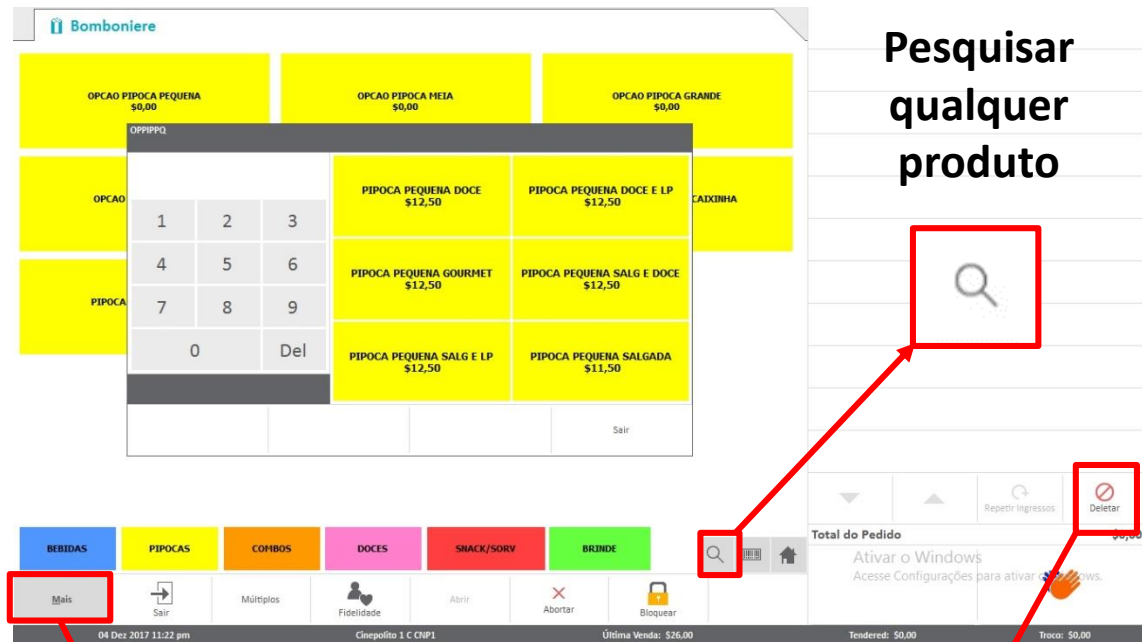 Bomboniere
Pesquisar
qualquer
produto
OPCAO PIPOCA PEQUENA
$0,00
OPCAO PIPOCA MEIA
$0,00
OPCAO PIPOCA GRANDE
$0,00
OPPIPPQ
OPCAO
CAIXINHA
PIPOCA
1 2 3
4 5 6
7 8 9
0 Del
PIPOCA PEQUENA DOCE
$12,50
PIPOCA PEQUENA DOCE E LP
$12,50
PIPOCA PEQUENA GOURMET
$12,50
PIPOCA PEQUENA SALG E DOCE
$12,50
PIPOCA PEQUENA SALG E LP
$12,50
PIPOCA PEQUENA SALGADA
$11,50
Sair
Repetir Ingressos
Deletar
BEBIDAS
PIPOCAS
COMBOS
DOCES
SNACK/SORV
BRINDE
Total do Pedido $0,00
Ativar o Windows
Acesse Configurações para ativar o Windows.
Mais
Sair
Múltiplos
Fidelidade
Abrir
Abortar
Bloquear
04 Dez 2017 11:22 pm
Cinepolito 1 C CNP1
Última Venda: $26,00
Tendered: $0,00
Troco: $0,00